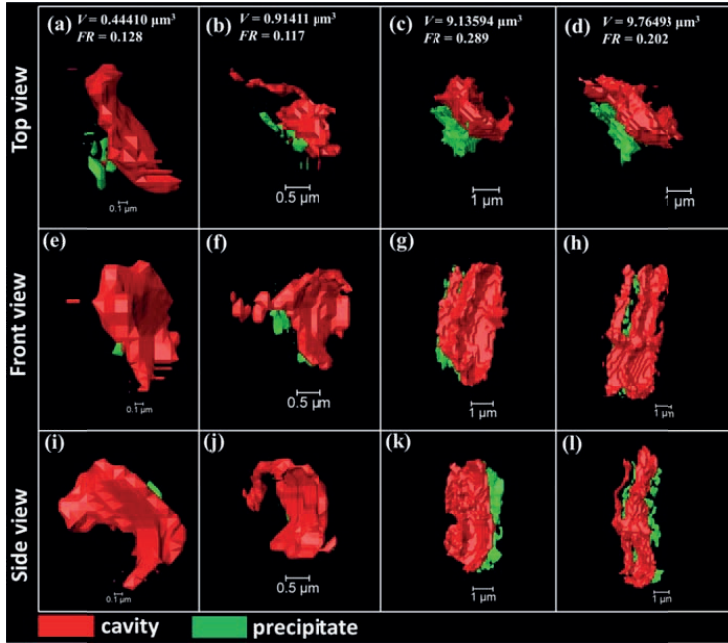 (a) V = 0.44410 μm³
FR = 0.128
(b) V = 0.91411 μm³
FR = 0.117
(c) V = 9.13594 μm³
FR = 0.289
(d) V = 9.76493 μm³
FR = 0.202
Top view
0.1 μm
0.5 μm
1 μm
1 μm
(e)
(f)
(g)
(h)
Front view
0.1 μm
0.5 μm
1 μm
1 μm
(i)
(j)
(k)
(l)
Side view
0.1 μm
0.5 μm
1 μm
1 μm
cavity
precipitate